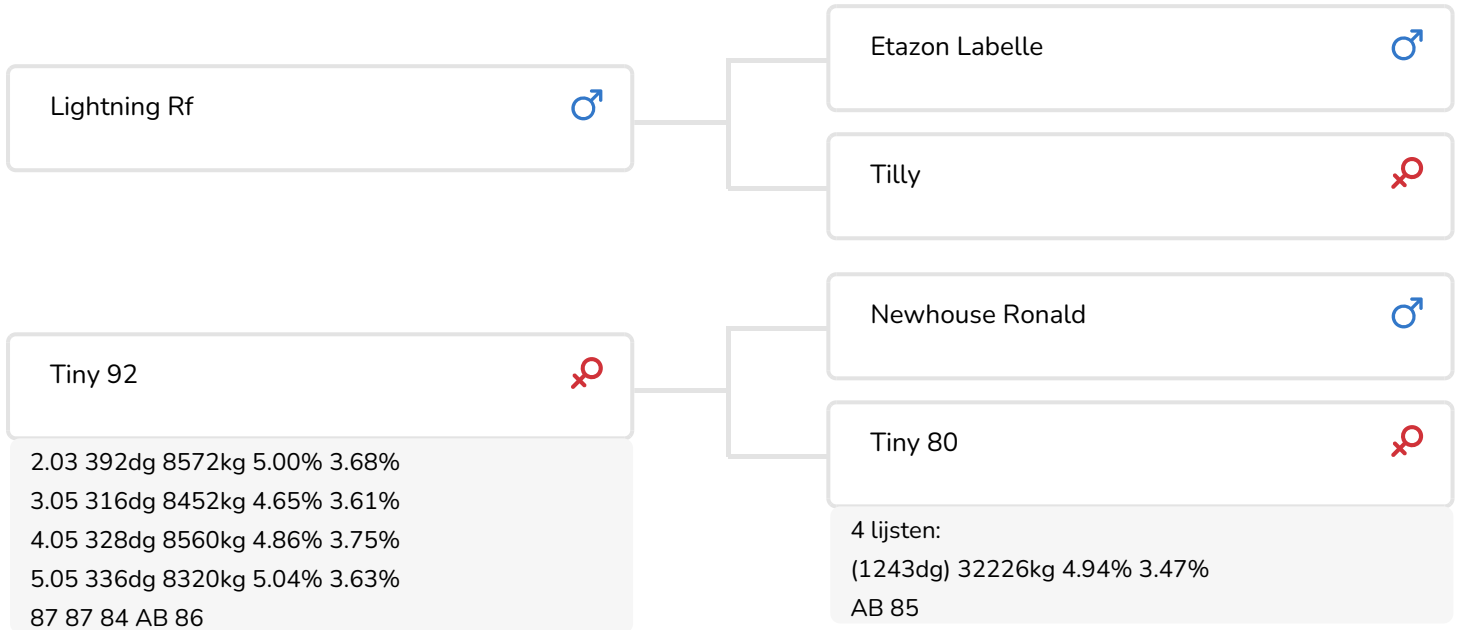 Lightning Rf
Etazon Labelle
Tilly
Tiny 92
2.03 392dg 8572kg 5.00% 3.68%
3.05 316dg 8452kg 4.65% 3.61%
4.05 328dg 8560kg 4.86% 3.75%
5.05 336dg 8320kg 5.04% 3.63%
87 87 84 AB 86
Newhouse Ronald
Tiny 80
4 lijsten:
(1243dg) 32226kg 4.94% 3.47%
AB 85